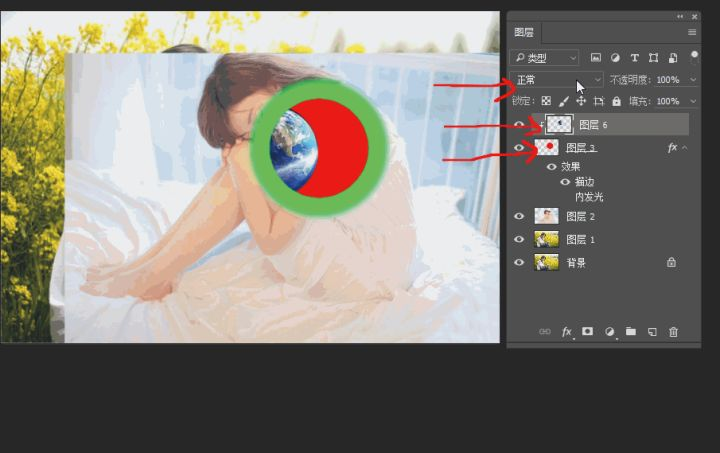 图层
类型
正常 不透明度: 100%
锁定: 填充: 100%
图层 6
图层 3 fx
效果
描边
内发光
图层 2
图层 1
背景
fx